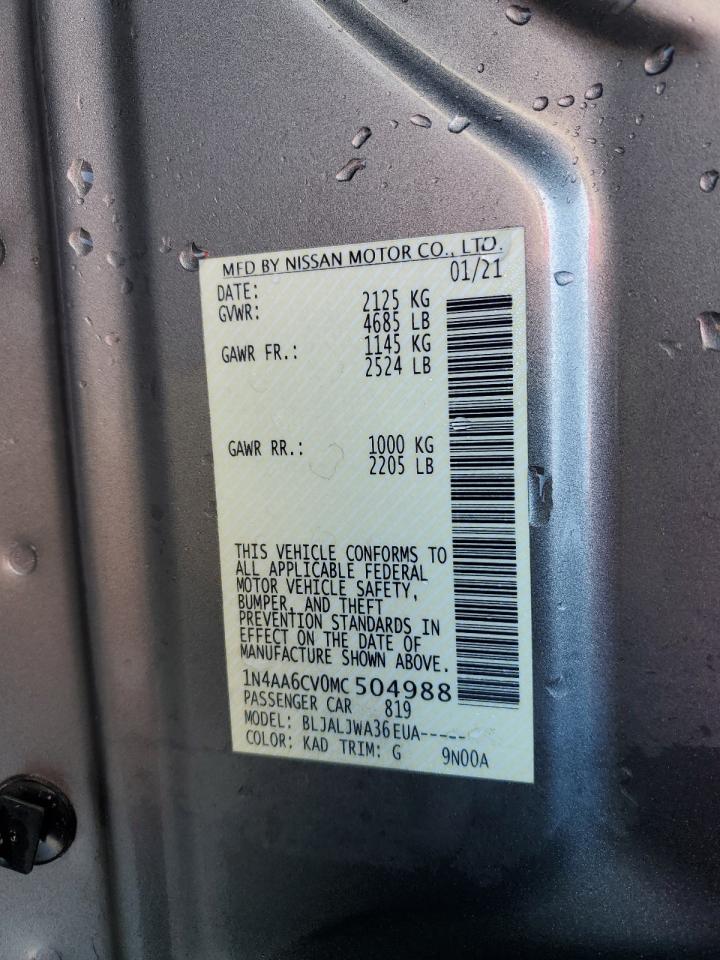 MFD BY NISSAN MOTOR CO., LTD.
DATE: 01/21
GVWR: 2125 KG
4685 LB
GAWR FR.: 1145 KG
2524 LB
GAWR RR.: 1000 KG
2205 LB
THIS VEHICLE CONFORMS TO
ALL APPLICABLE FEDERAL
MOTOR VEHICLE SAFETY,
BUMPER, AND THEFT
PREVENTION STANDARDS IN
EFFECT ON THE DATE OF
MANUFACTURE SHOWN ABOVE.
1N4AA6CV0MC504988
PASSENGER CAR 819
MODEL: BLJALJWA36EUA-----
COLOR: KAD TRIM: G 9N00A